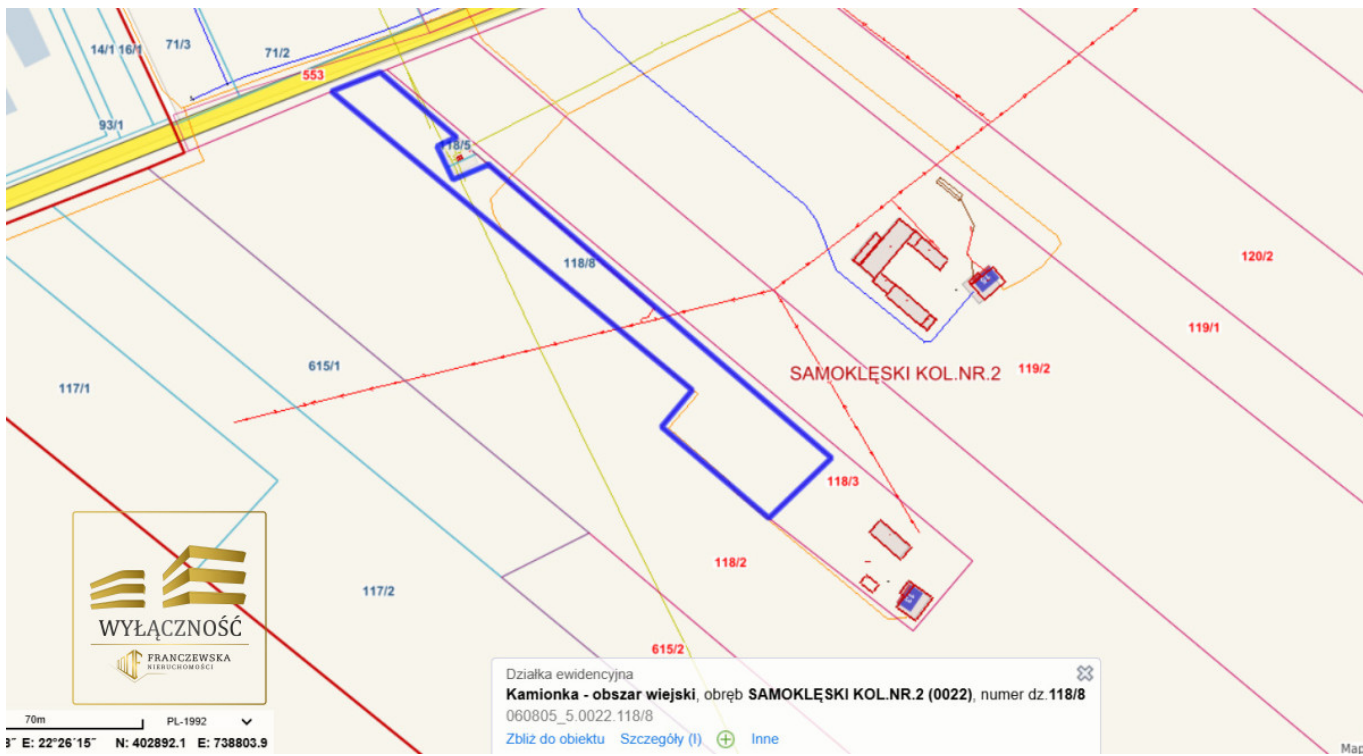 14/1 16/1
71/3
71/2
553
93/1
118/5
118/8
120/2
119/1
SAMOKLĘSKI KOL.NR.2
119/2
615/1
117/1
118/3
118/2
117/2
615/2
WYŁĄCZNOŚĆ
FRANCZEWSKA
NIERUCHOMOŚCI
Działka ewidencyjna
Kamionka - obszar wiejski, obręb SAMOKLĘSKI KOL.NR.2 (0022), numer dz.118/8
060805_5.0022.118/8
Zbliż do obiektu Szczegóły (I) Inne
70m PL-1992
E: 22°26'15" N: 402892.1 E: 738803.9
Map